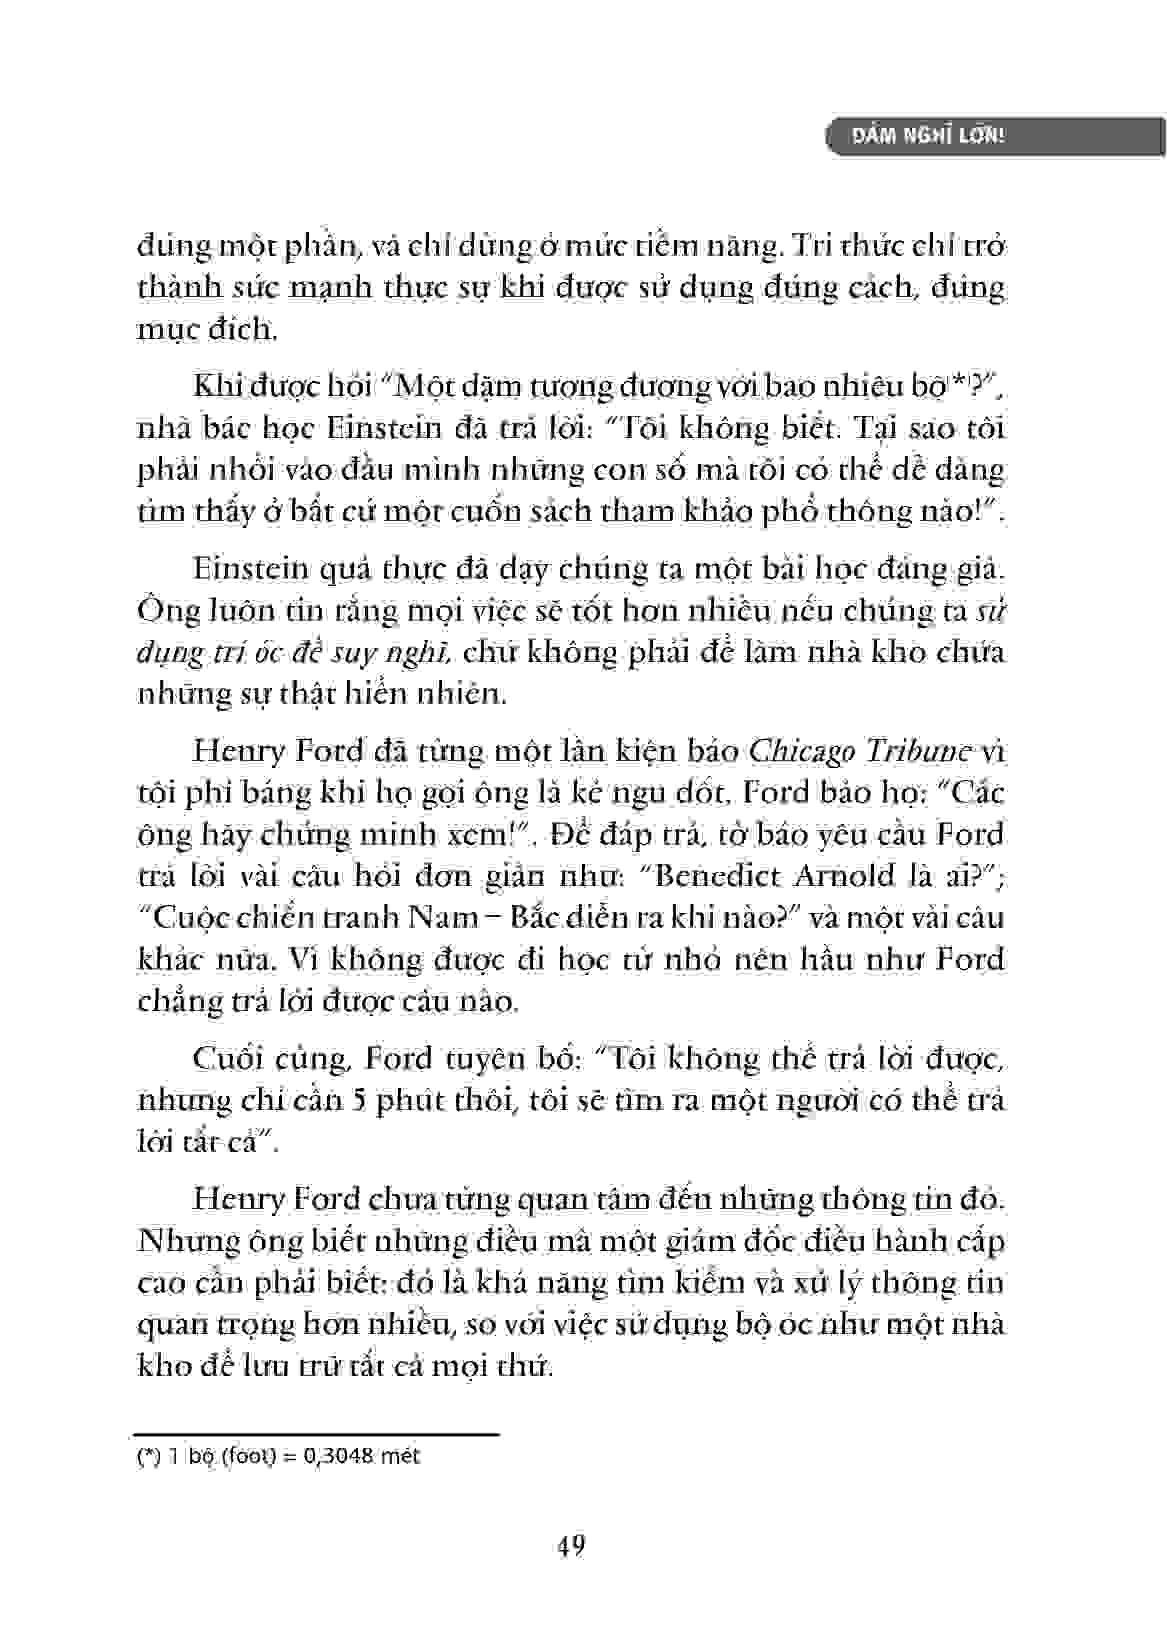 DÁM NGHĨ LỚN!
đúng một phần, và chỉ dừng ở mức tiềm năng. Tri thức chỉ trở
thành sức mạnh thực sự khi được sử dụng đúng cách, đúng
mục đích.
Khi được hỏi “Một dặm tương đương với bao nhiêu bộ(*)?”,
nhà bác học Einstein đã trả lời: “Tôi không biết. Tại sao tôi
phải nhồi vào đầu mình những con số mà tôi có thể dễ dàng
tìm thấy ở bất cứ một cuốn sách tham khảo phổ thông nào!”.
Einstein quả thực đã dạy chúng ta một bài học đáng giá.
Ông luôn tin rằng mọi việc sẽ tốt hơn nhiều nếu chúng ta sử
dụng trí óc để suy nghĩ, chứ không phải để làm nhà kho chứa
những sự thật hiển nhiên.
Henry Ford đã từng một lần kiện báo Chicago Tribune vì
tội phỉ báng khi họ gọi ông là kẻ ngu dốt. Ford bảo họ: “Các
ông hãy chứng minh xem!”. Để đáp trả, tờ báo yêu cầu Ford
trả lời vài câu hỏi đơn giản như: “Benedict Arnold là ai?”;
“Cuộc chiến tranh Nam – Bắc diễn ra khi nào?” và một vài câu
khác nữa. Vì không được đi học từ nhỏ nên hầu như Ford
chẳng trả lời được câu nào.
Cuối cùng, Ford tuyên bố: “Tôi không thể trả lời được,
nhưng chỉ cần 5 phút thôi, tôi sẽ tìm ra một người có thể trả
lời tất cả”.
Henry Ford chưa từng quan tâm đến những thông tin đó.
Nhưng ông biết những điều mà một giám đốc điều hành cấp
cao cần phải biết: đó là khả năng tìm kiếm và xử lý thông tin
quan trọng hơn nhiều, so với việc sử dụng bộ óc như một nhà
kho để lưu trữ tất cả mọi thứ.
(*) 1 bộ (foot) = 0,3048 mét
49